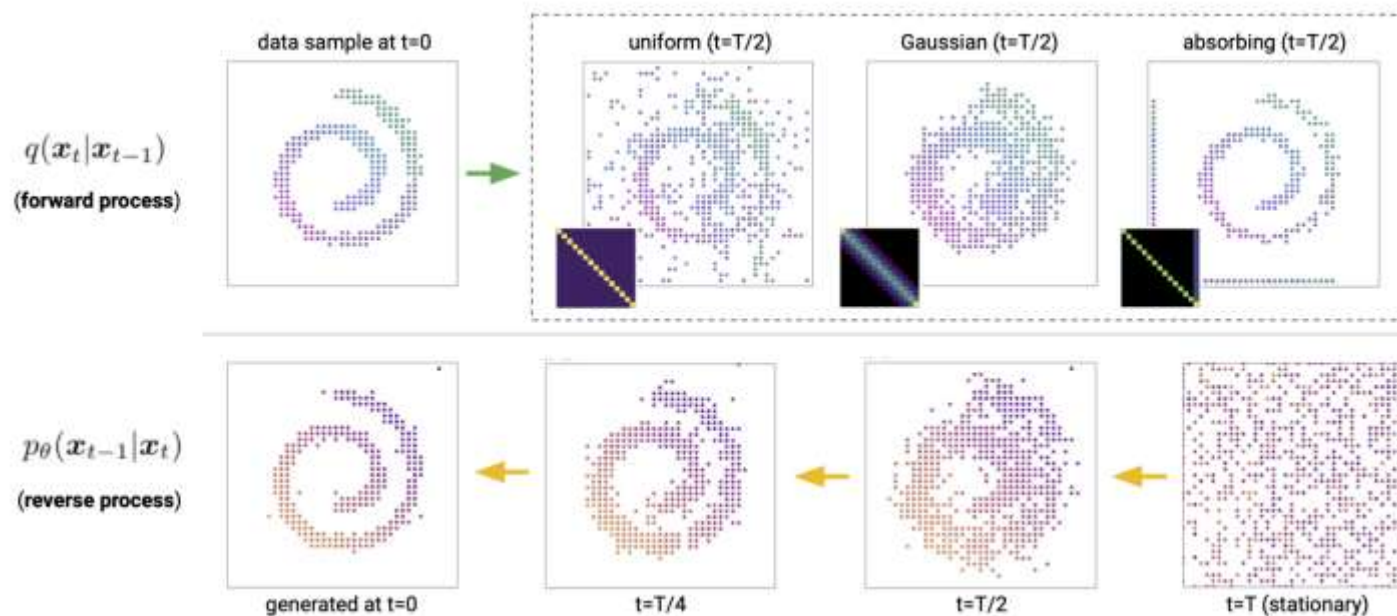 data sample at t=0
uniform (t=T/2)
Gaussian (t=T/2)
absorbing (t=T/2)
q(x_t|x_{t-1})
(forward process)
p_θ(x_{t-1}|x_t)
(reverse process)
generated at t=0
t=T/4
t=T/2
t=T (stationary)